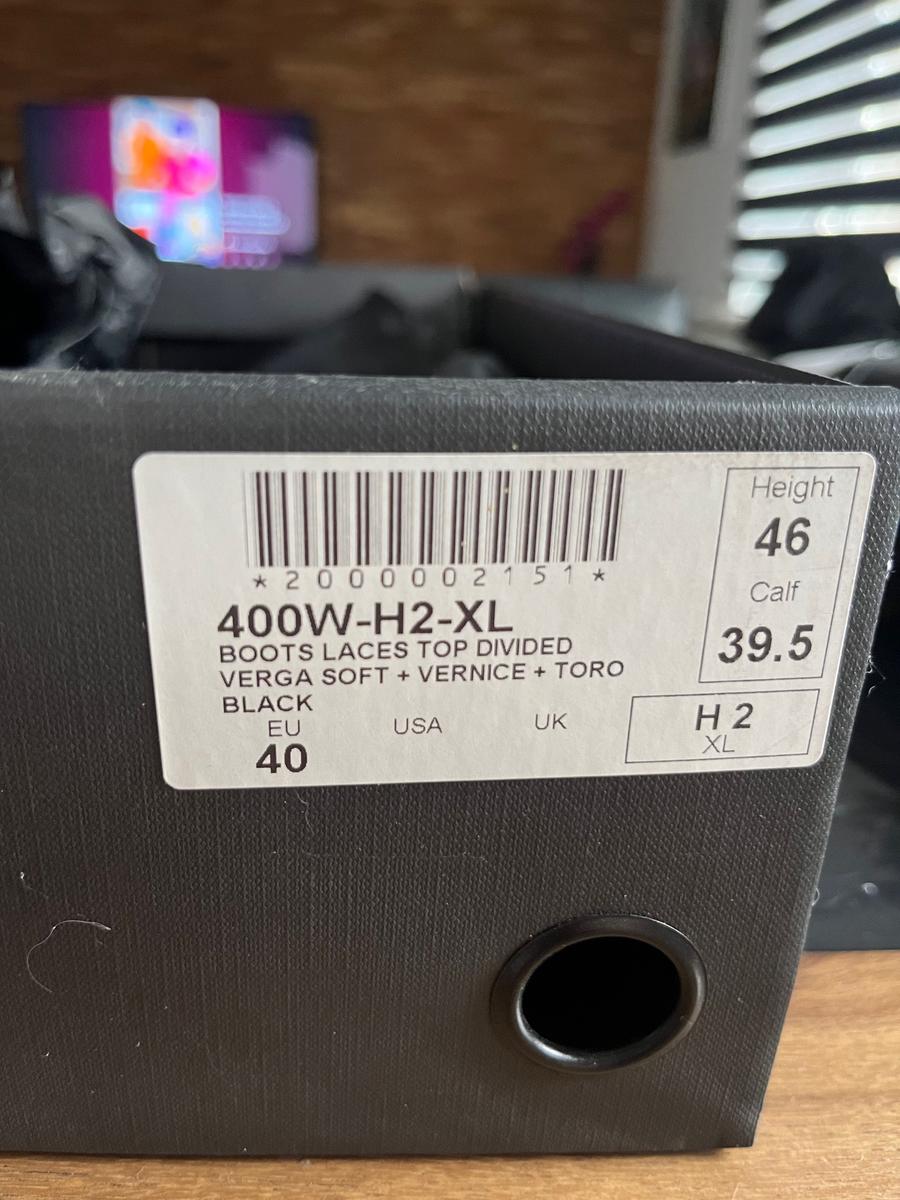 *2000002151*
400W-H2-XL
BOOTS LACES TOP DIVIDED
VERGA SOFT + VERNICE + TORO
BLACK
EU USA UK
40
Height
46
Calf
39.5
H 2
XL